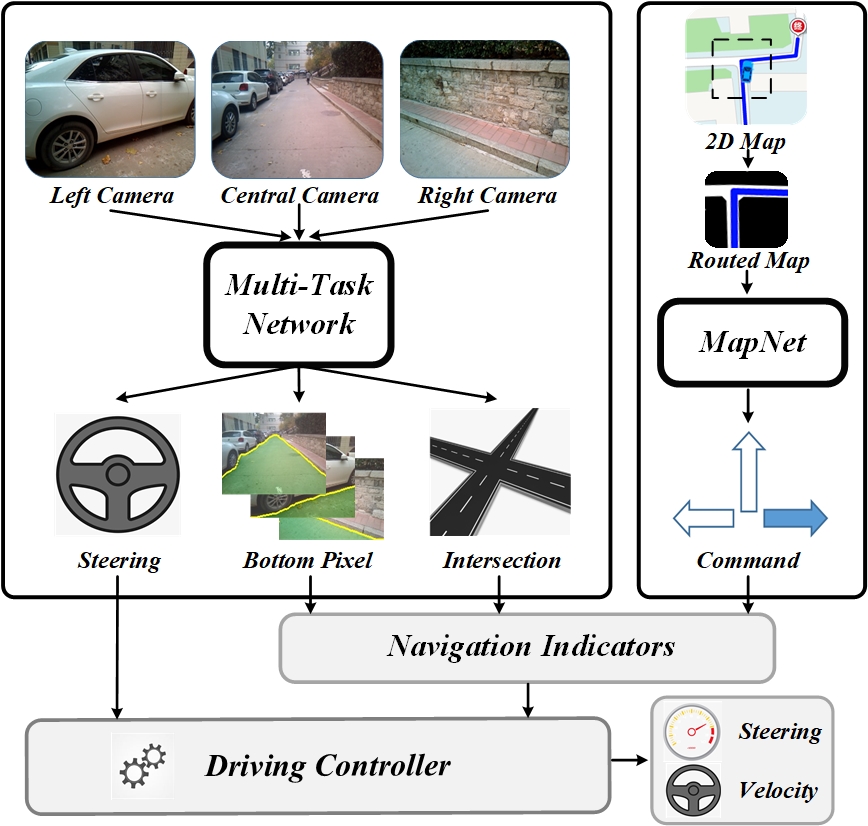 Left Camera
Central Camera
Right Camera
Multi-Task
Network
Steering
Bottom Pixel
Intersection
终
2D Map
Routed Map
MapNet
Command
Navigation Indicators
Driving Controller
Steering
Velocity